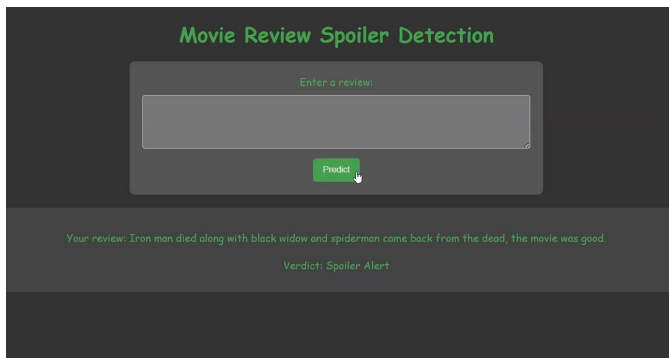 Movie Review Spoiler Detection
Enter a review:
Predict
Your review: Iron man died along with black widow and spiderman came back from the dead, the movie was good.
Verdict: Spoiler Alert